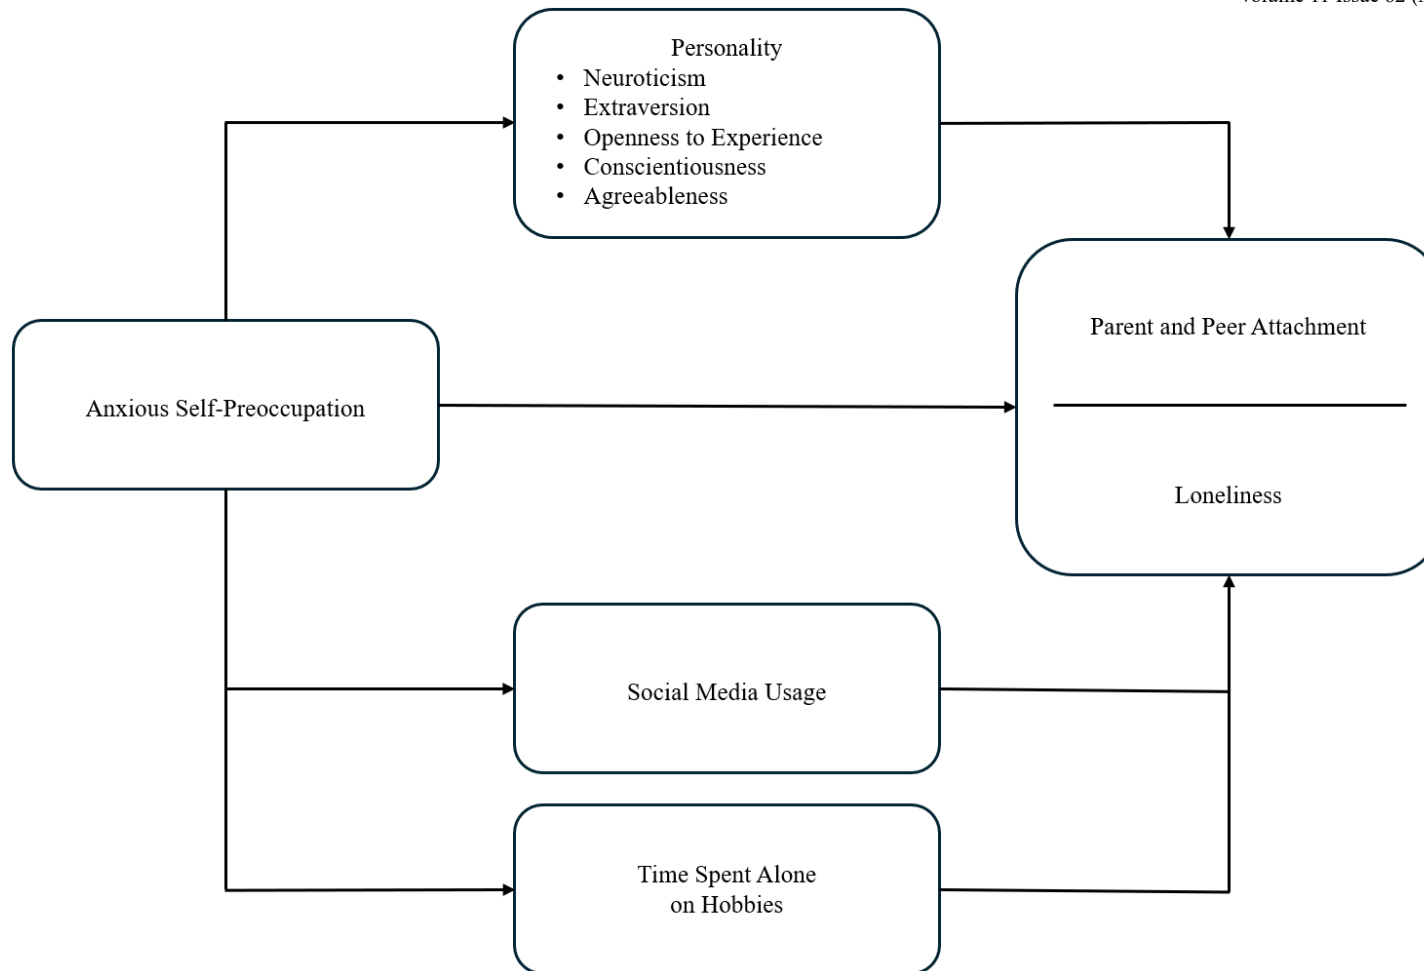 Personality
• Neuroticism
• Extraversion
• Openness to Experience
• Conscientiousness
• Agreeableness
Parent and Peer Attachment
Anxious Self-Preoccupation
Loneliness
Social Media Usage
Time Spent Alone
on Hobbies